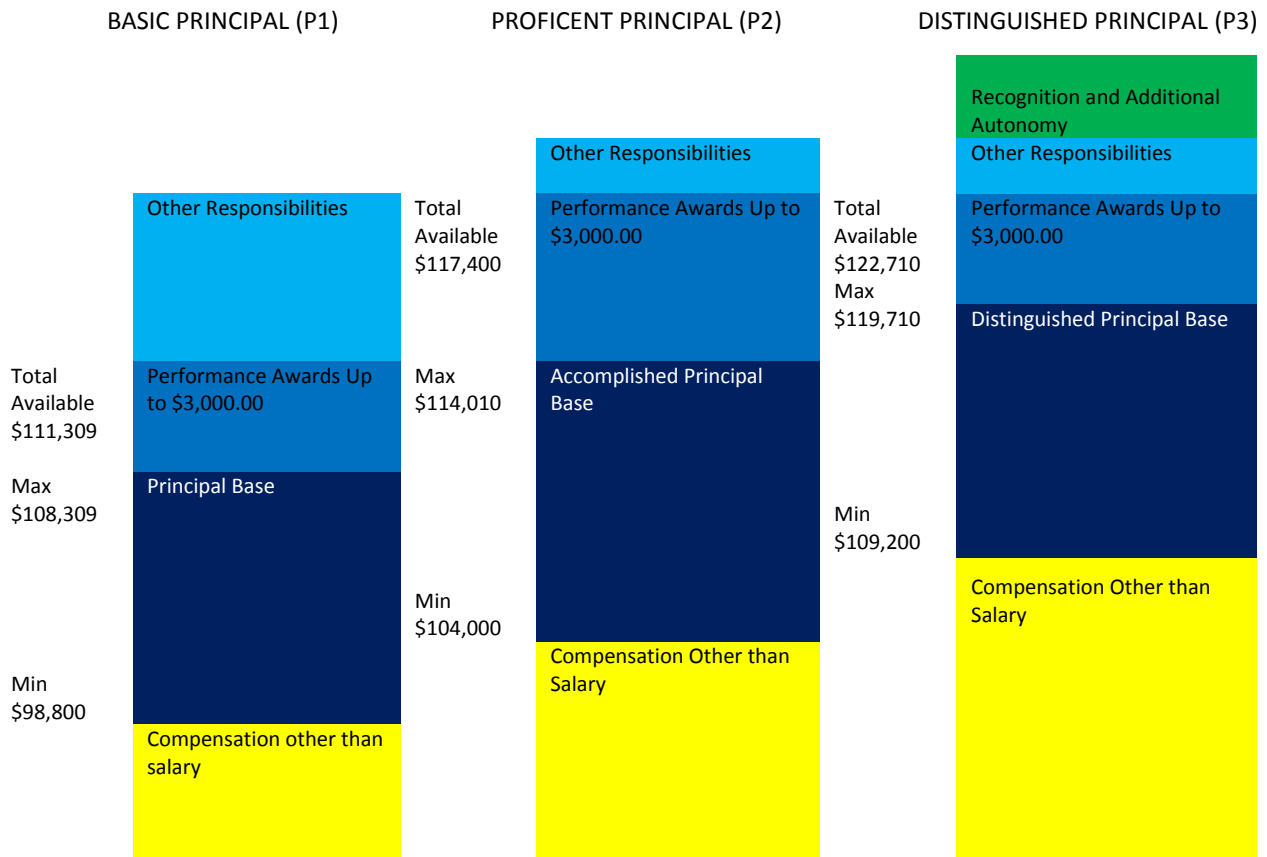 BASIC PRINCIPAL (P1)
PROFICENT PRINCIPAL (P2)
DISTINGUISHED PRINCIPAL (P3)
Other Responsibilities
Total
Available
$111,309
Performance Awards Up
to $3,000.00
Max
$108,309
Principal Base
Min
$98,800
Compensation other than
salary
Other Responsibilities
Total
Available
$117,400
Performance Awards Up to
$3,000.00
Max
$114,010
Accomplished Principal
Base
Min
$104,000
Compensation Other than
Salary
Recognition and Additional
Autonomy
Other Responsibilities
Total
Available
$122,710
Max
$119,710
Performance Awards Up to
$3,000.00
Distinguished Principal Base
Min
$109,200
Compensation Other than
Salary